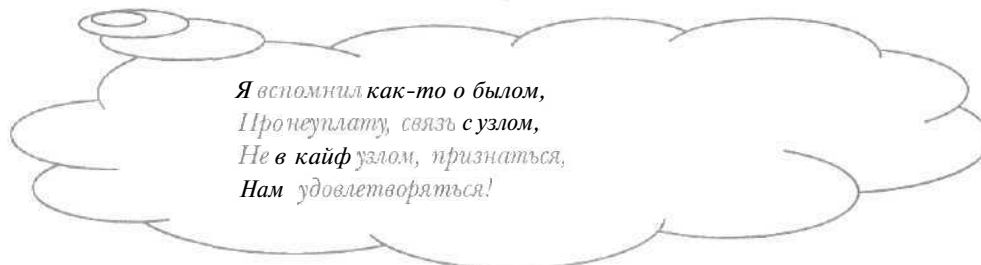 Я вспомнил как-то о былом,
Про неуплату, связь с узлом,
Не в кайф узлом, признаться,
Нам удовлетворяться!